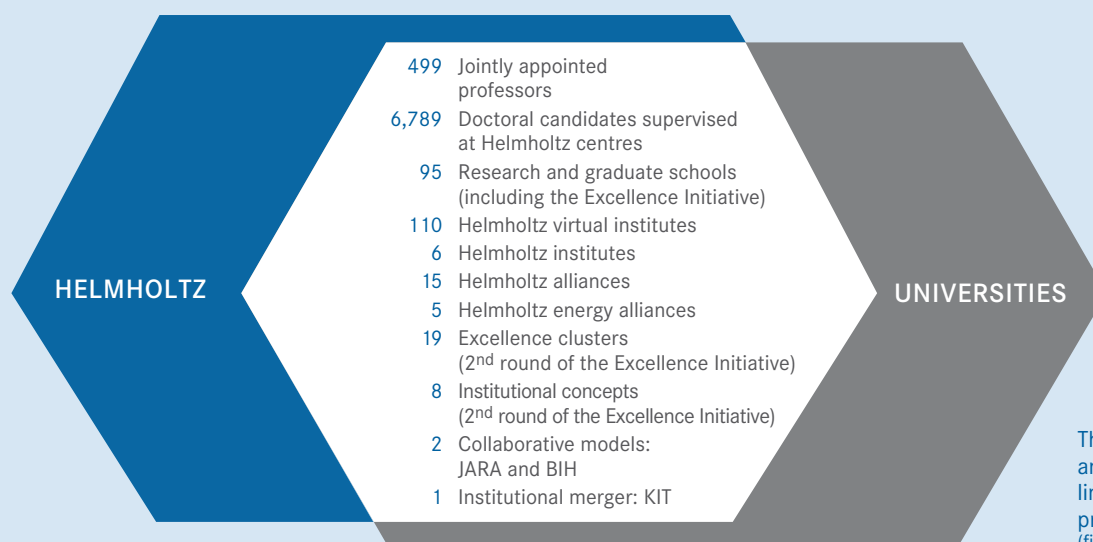 499 Jointly appointed
professors
6,789 Doctoral candidates supervised
at Helmholtz centres
95 Research and graduate schools
(including the Excellence Initiative)
110 Helmholtz virtual institutes
6 Helmholtz institutes
HELMHOLTZ
15 Helmholtz alliances
UNIVERSITIES
5 Helmholtz energy alliances
19 Excellence clusters
(2nd round of the Excellence Initiative)
8 Institutional concepts
(2nd round of the Excellence Initiative)
2 Collaborative models:
JARA and BIH
1 Institutional merger: KIT